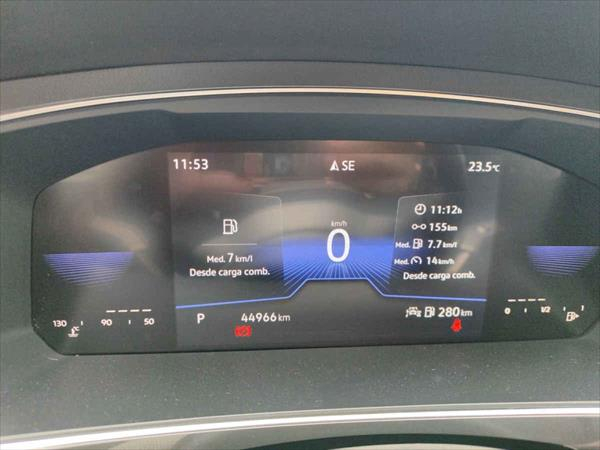 11:53
SE
23.5°C
Med. 7 km/l
Desde carga comb.
km/h
0
11:12h
155km
Med. 7.7 km/l
Med. 14km/h
Desde carga comb.
130 90 50
°C
P
44966 km
280 km
0 1/2 1